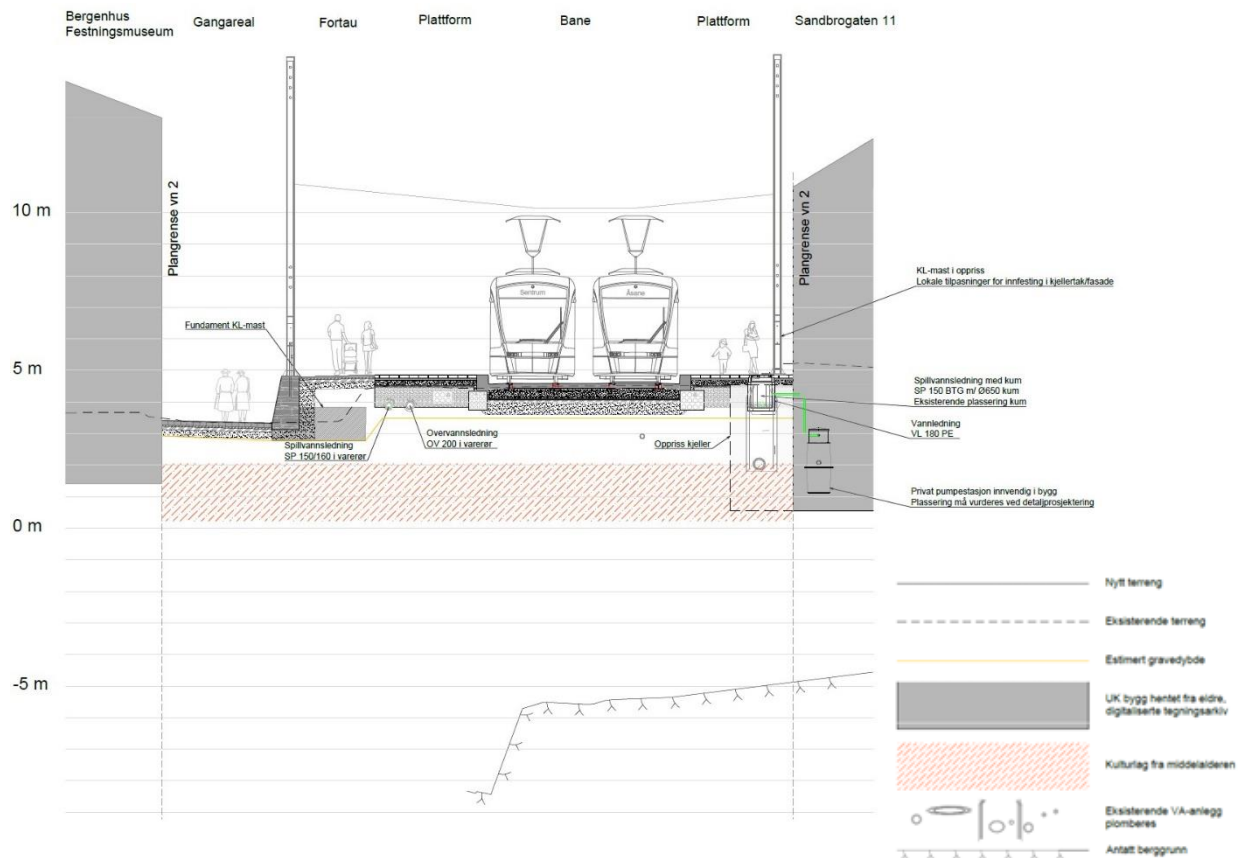 Bergenhus
Festningsmuseum
Gangareal
Fortau
Plattform
Bane
Plattform
Sandbrogaten 11
10 m
5 m
0 m
-5 m
Plangrense vn 2
Plangrense vn 2
Sentrum
Åsane
Fundament KL-mast
KL-mast i oppriss
Lokale tilpasninger for innfesting i kjellertak/fasade
Spillvannsledning med kum
SP 150 BTG m/ Ø650 kum
Eksisterende plassering kum
Vannledning
VL 180 PE
Spillvannsledning
SP 150/160 i varerør
Overvannsledning
OV 200 i varerør
Oppriss kjeller
Privat pumpestasjon innvendig i bygg
Plassering må vurderes ved detaljprosjektering
Nytt terreng
Eksisterende terreng
Estimert gravedybde
UK bygg hentet fra eldre,
digitaliserte tegningsarkiv
Kulturlag fra middelalderen
Eksisterende VA-anlegg
plomberes
Antatt berggrunn